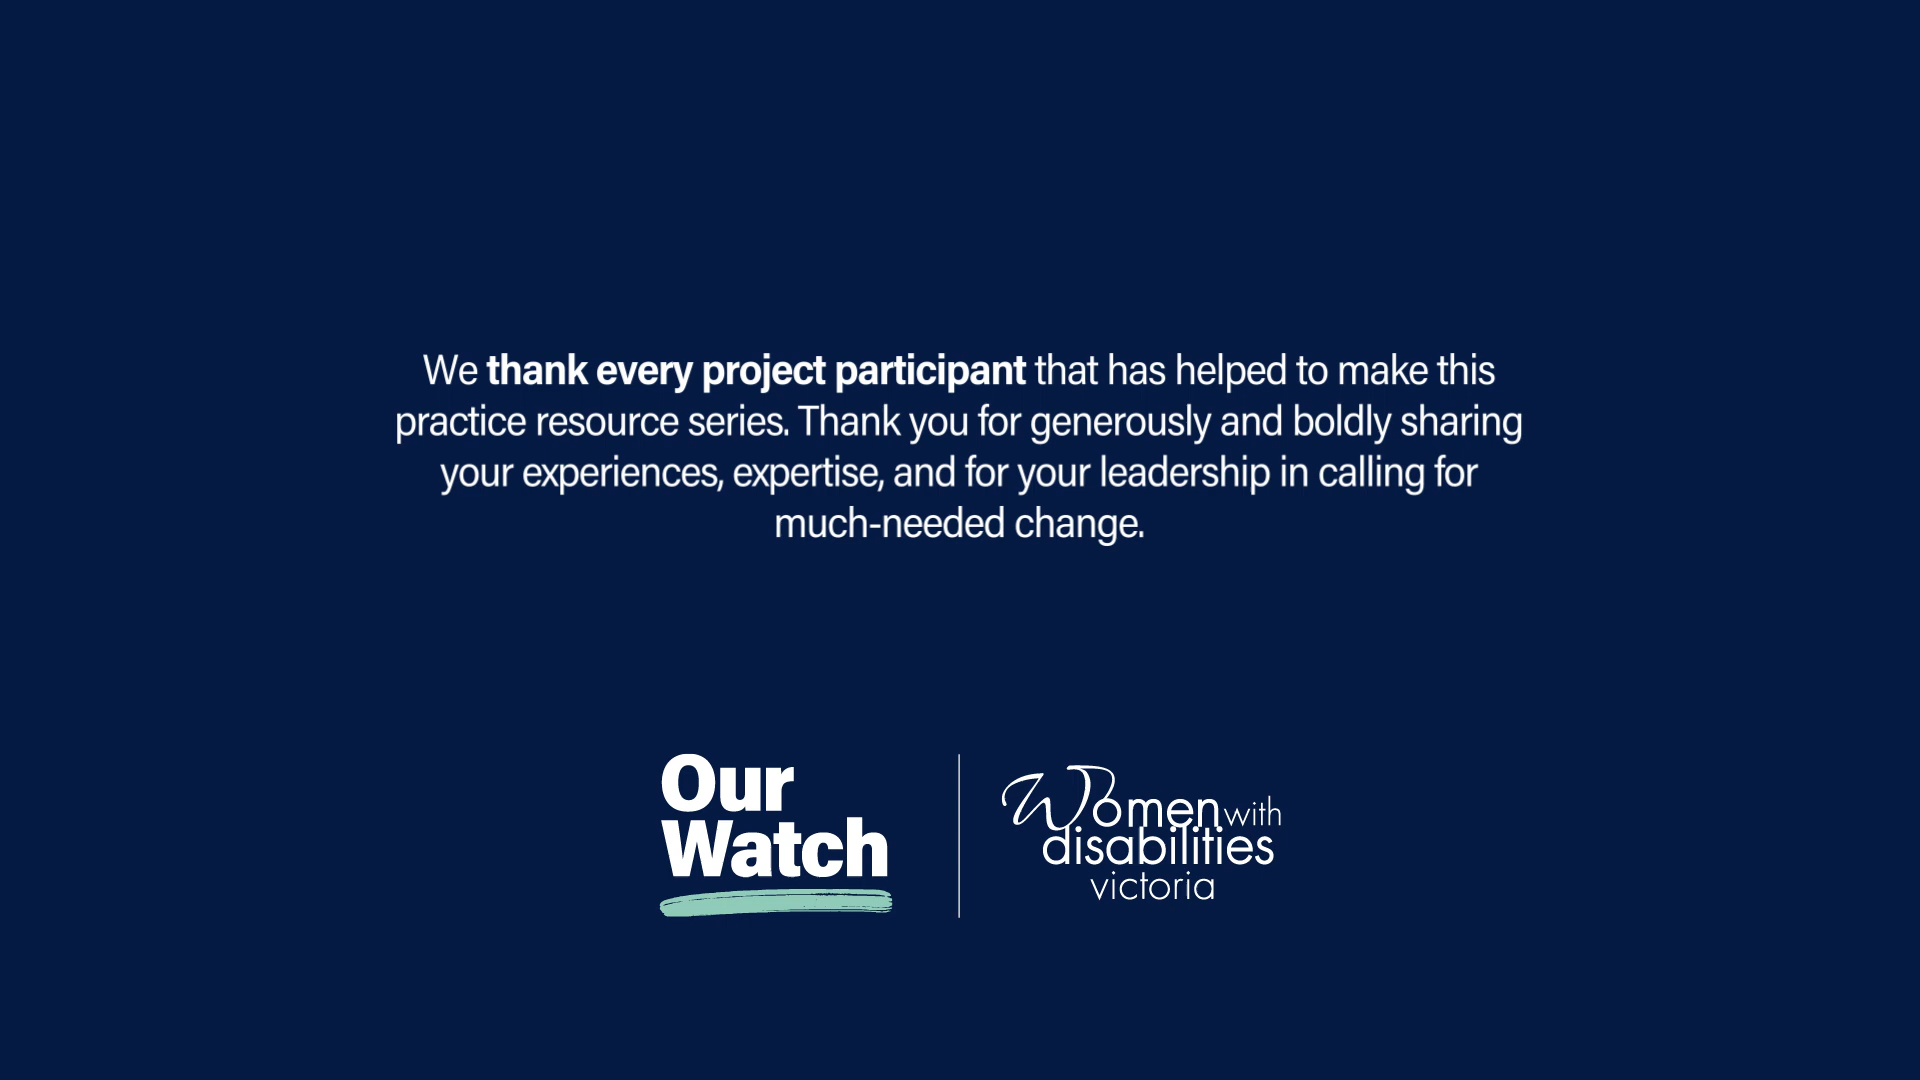 We thank every project participant that has helped to make this
practice resource series. Thank you for generously and boldly sharing
your experiences, expertise, and for your leadership in calling for
much-needed change.
Our
Watch
Women with
disabilities
victoria